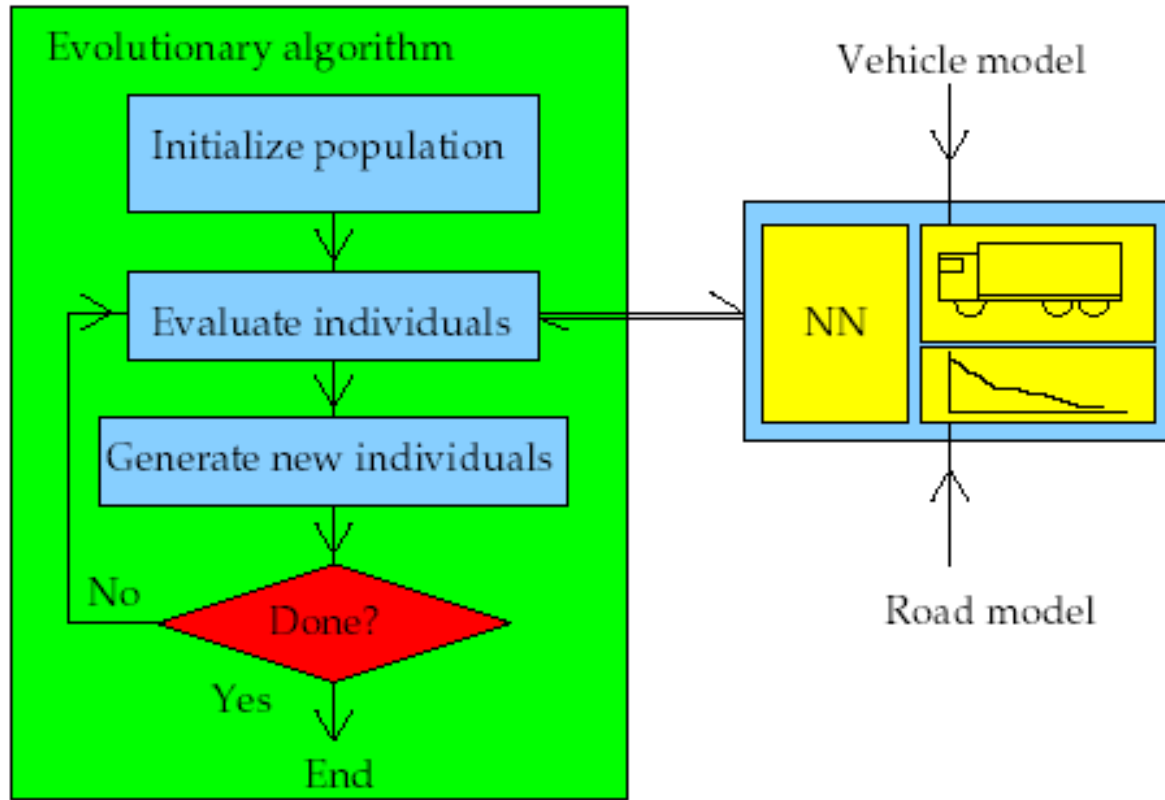 Evolutionary algorithm
Initialize population
Evaluate individuals
Generate new individuals
No
Done?
Yes
End
Vehicle model
NN
Road model